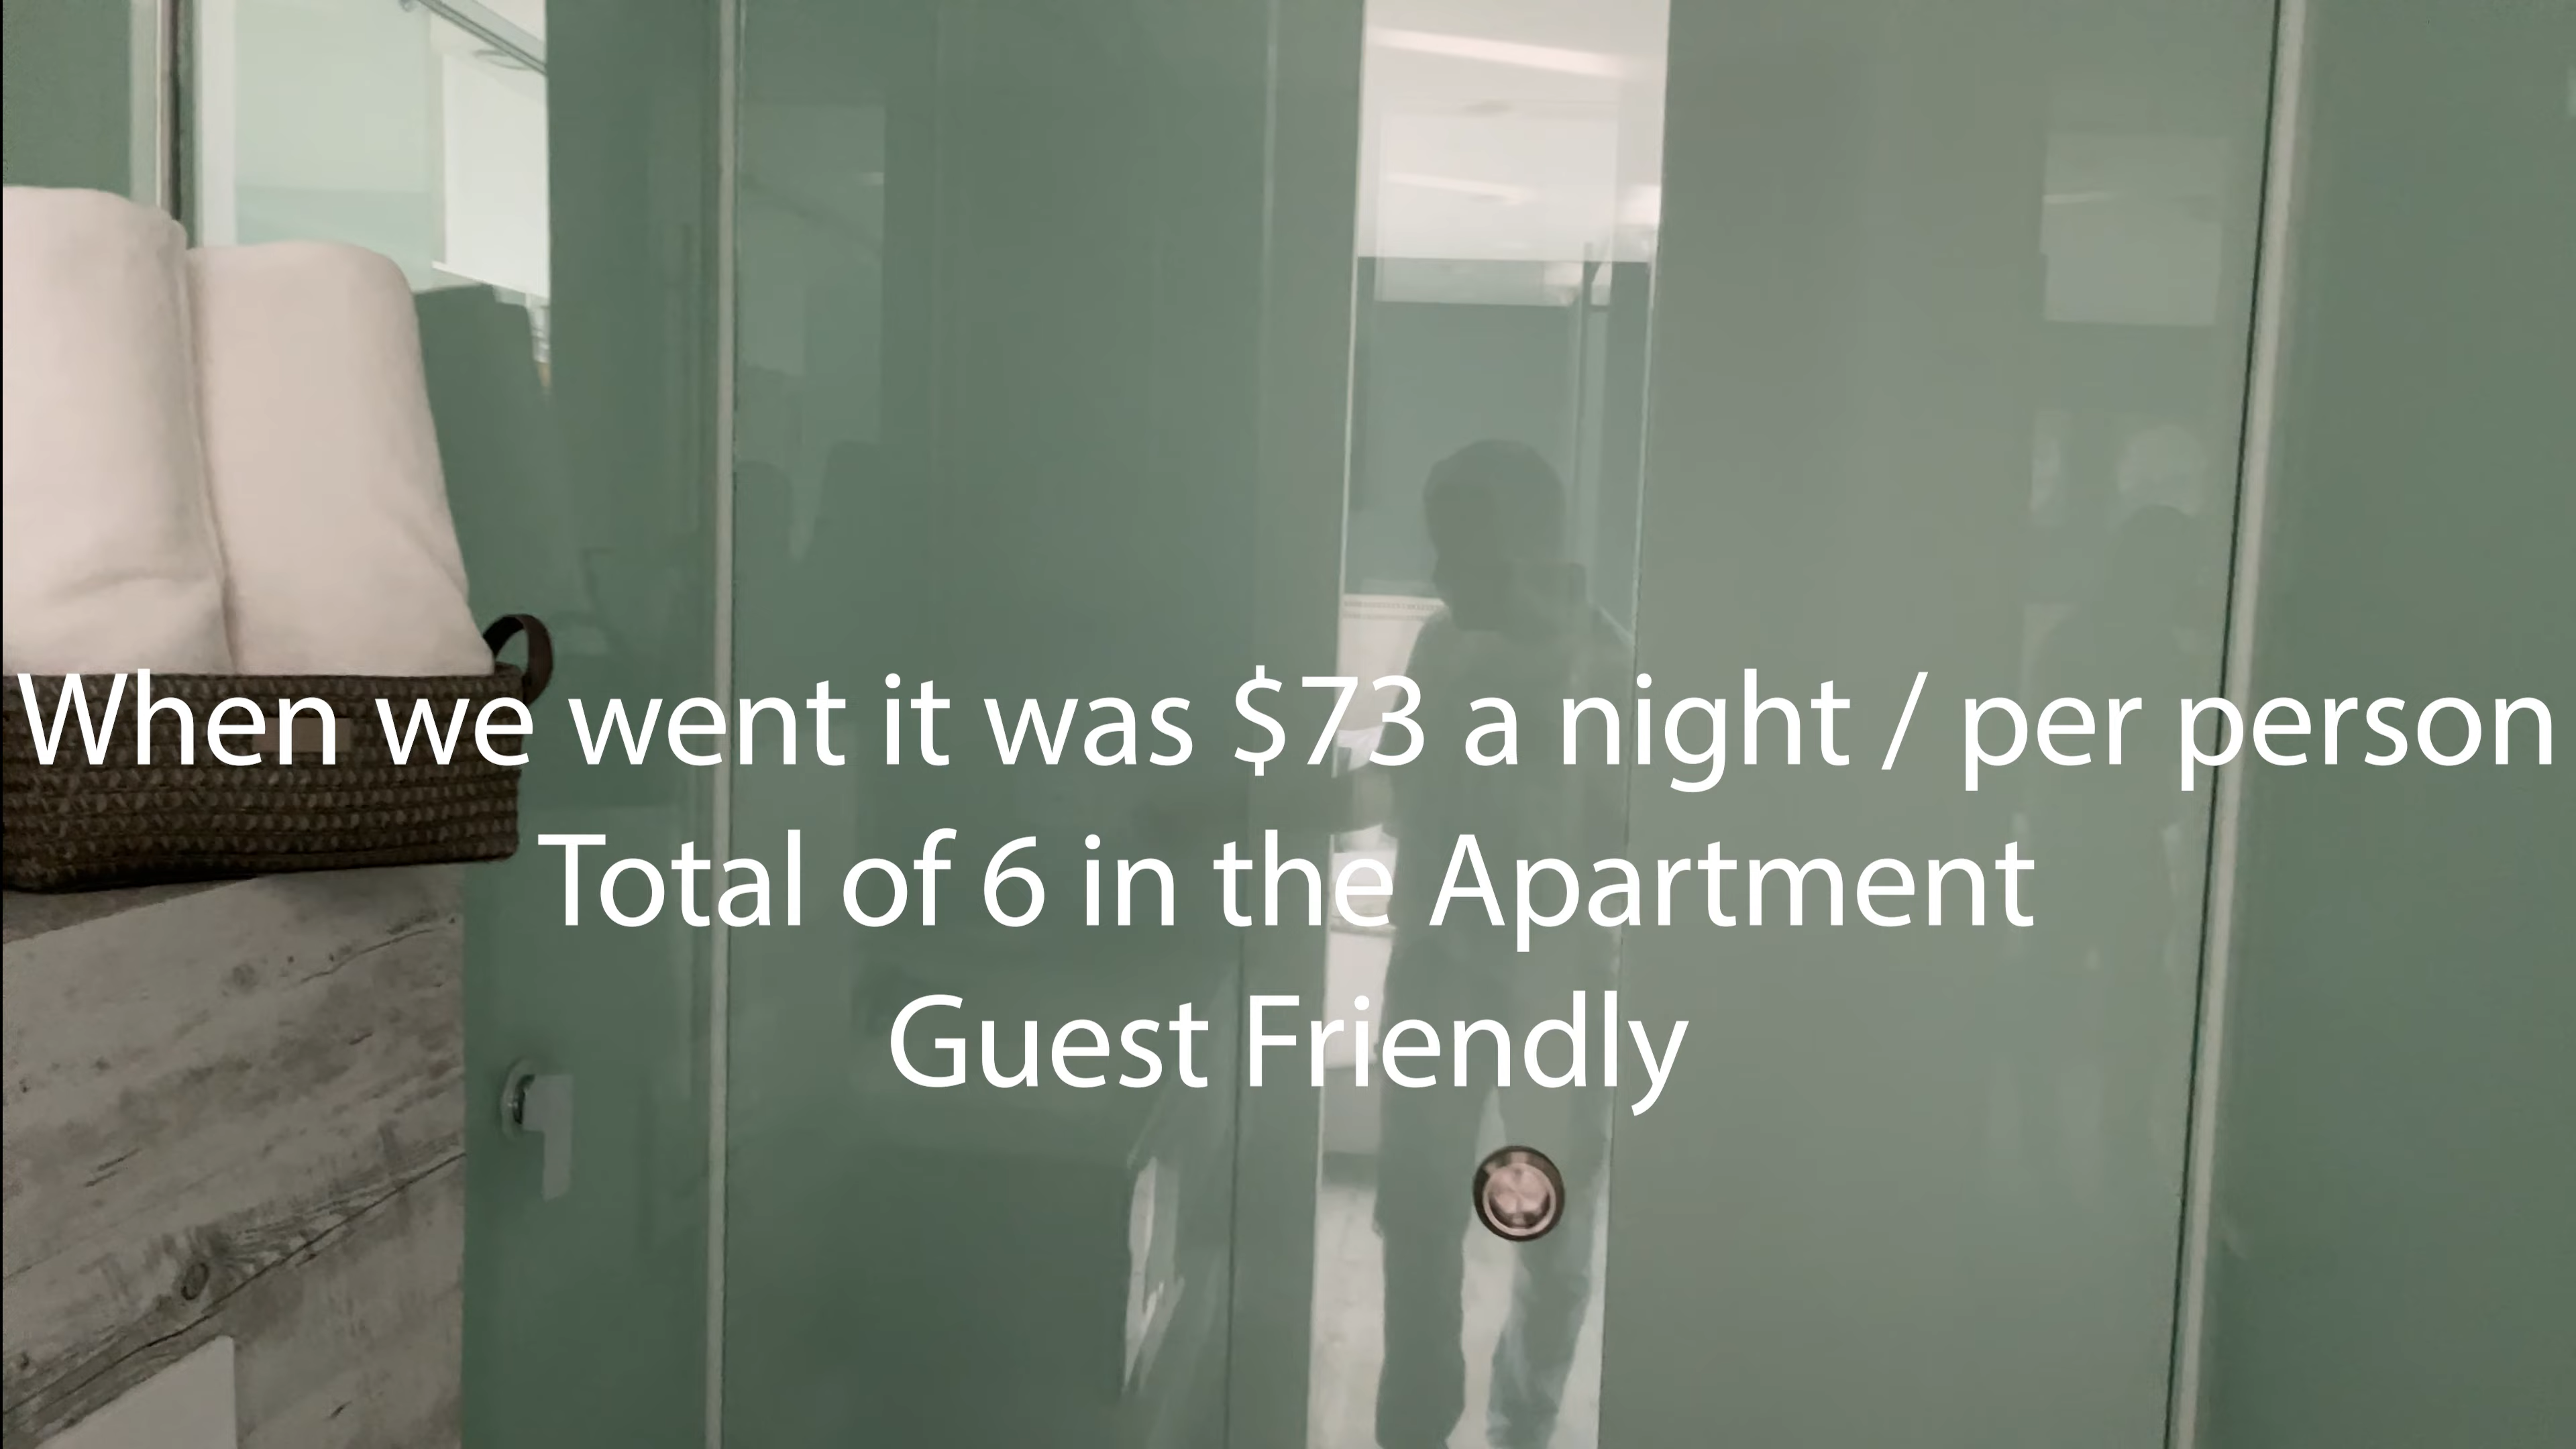 When we went it was $73 a night / per person
Total of 6 in the Apartment
Guest Friendly